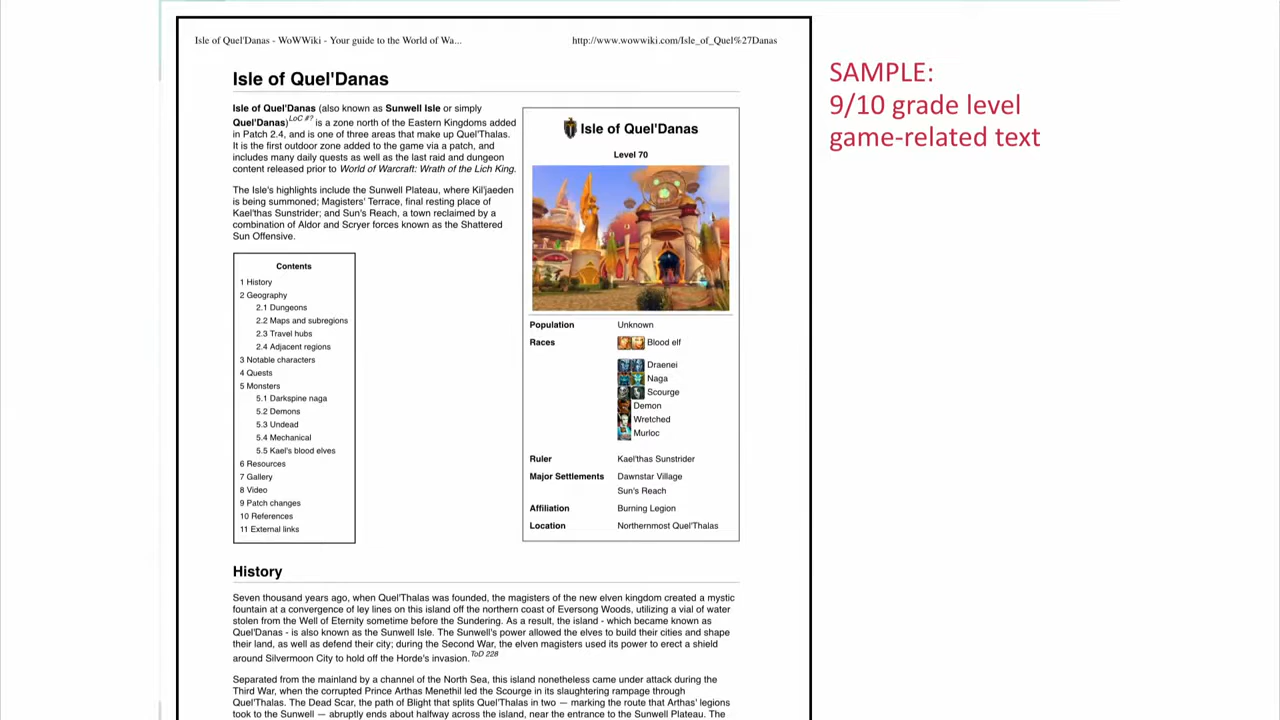 Isle of Quel'Danas - WoWWiki - Your guide to the World of Wa...
http://www.wowwiki.com/Isle_of_Quel%27Danas
SAMPLE:
9/10 grade level
game-related text
Isle of Quel'Danas
Isle of Quel'Danas (also known as Sunwell Isle or simply
Quel'Danas)LoC #? is a zone north of the Eastern Kingdoms added
in Patch 2.4, and is one of three areas that make up Quel'Thalas.
It is the first outdoor zone added to the game via a patch, and
includes many daily quests as well as the last raid and dungeon
content released prior to World of Warcraft: Wrath of the Lich King.
The Isle's highlights include the Sunwell Plateau, where Kil'jaeden
is being summoned; Magisters' Terrace, final resting place of
Kael'thas Sunstrider; and Sun's Reach, a town reclaimed by a
combination of Aldor and Scryer forces known as the Shattered
Sun Offensive.
Contents
1 History
2 Geography
2.1 Dungeons
2.2 Maps and subregions
2.3 Travel hubs
2.4 Adjacent regions
3 Notable characters
4 Quests
5 Monsters
5.1 Darkspine naga
5.2 Demons
5.3 Undead
5.4 Mechanical
5.5 Kael's blood elves
6 Resources
7 Gallery
8 Video
9 Patch changes
10 References
11 External links
Isle of Quel'Danas
Level 70
Population Unknown
Races Blood elf
Draenei
Naga
Scourge
Demon
Wretched
Murloc
Ruler Kael'thas Sunstrider
Major Settlements Dawnstar Village
Sun's Reach
Affiliation Burning Legion
Location Northernmost Quel'Thalas
History
Seven thousand years ago, when Quel'Thalas was founded, the magisters of the new elven kingdom created a mystic
fountain at a convergence of ley lines on this island off the northern coast of Eversong Woods, utilizing a vial of water
stolen from the Well of Eternity sometime before the Sundering. As a result, the island - which became known as
Quel'Danas - is also known as the Sunwell Isle. The Sunwell's power allowed the elves to build their cities and shape
their land, as well as defend their city; during the Second War, the elven magisters used its power to erect a shield
around Silvermoon City to hold off the Horde's invasion.ToD 228
Separated from the mainland by a channel of the North Sea, this island nonetheless came under attack during the
Third War, when the corrupted Prince Arthas Menethil led the Scourge in its slaughtering rampage through
Quel'Thalas. The Dead Scar, the path of Blight that splits Quel'Thalas in two — marking the route that Arthas' legions
took to the Sunwell — abruptly ends about halfway across the island, near the entrance to the Sunwell Plateau. The